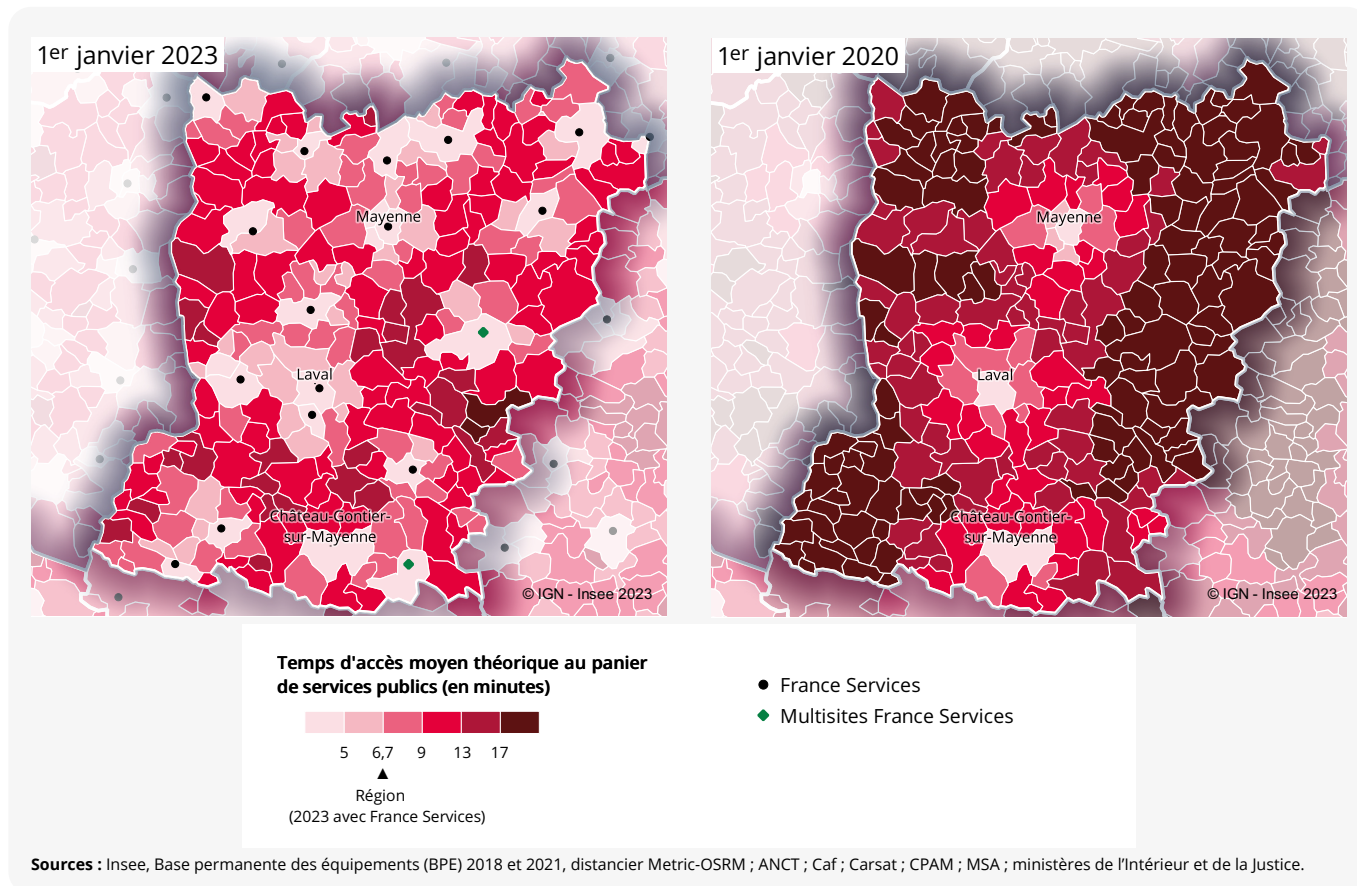 1er janvier 2023
Mayenne
Laval
Château-Gontier-
sur-Mayenne
© IGN - Insee 2023
1er janvier 2020
Mayenne
Laval
Château-Gontier-
sur-Mayenne
© IGN - Insee 2023
Temps d'accès moyen théorique au panier
de services publics (en minutes)
5 6,7 9 13 17
Région
(2023 avec France Services)
France Services
Multisites France Services
Sources : Insee, Base permanente des équipements (BPE) 2018 et 2021, distancier Metric-OSRM ; ANCT ; Caf ; Carsat ; CPAM ; MSA ; ministères de l’Intérieur et de la Justice.